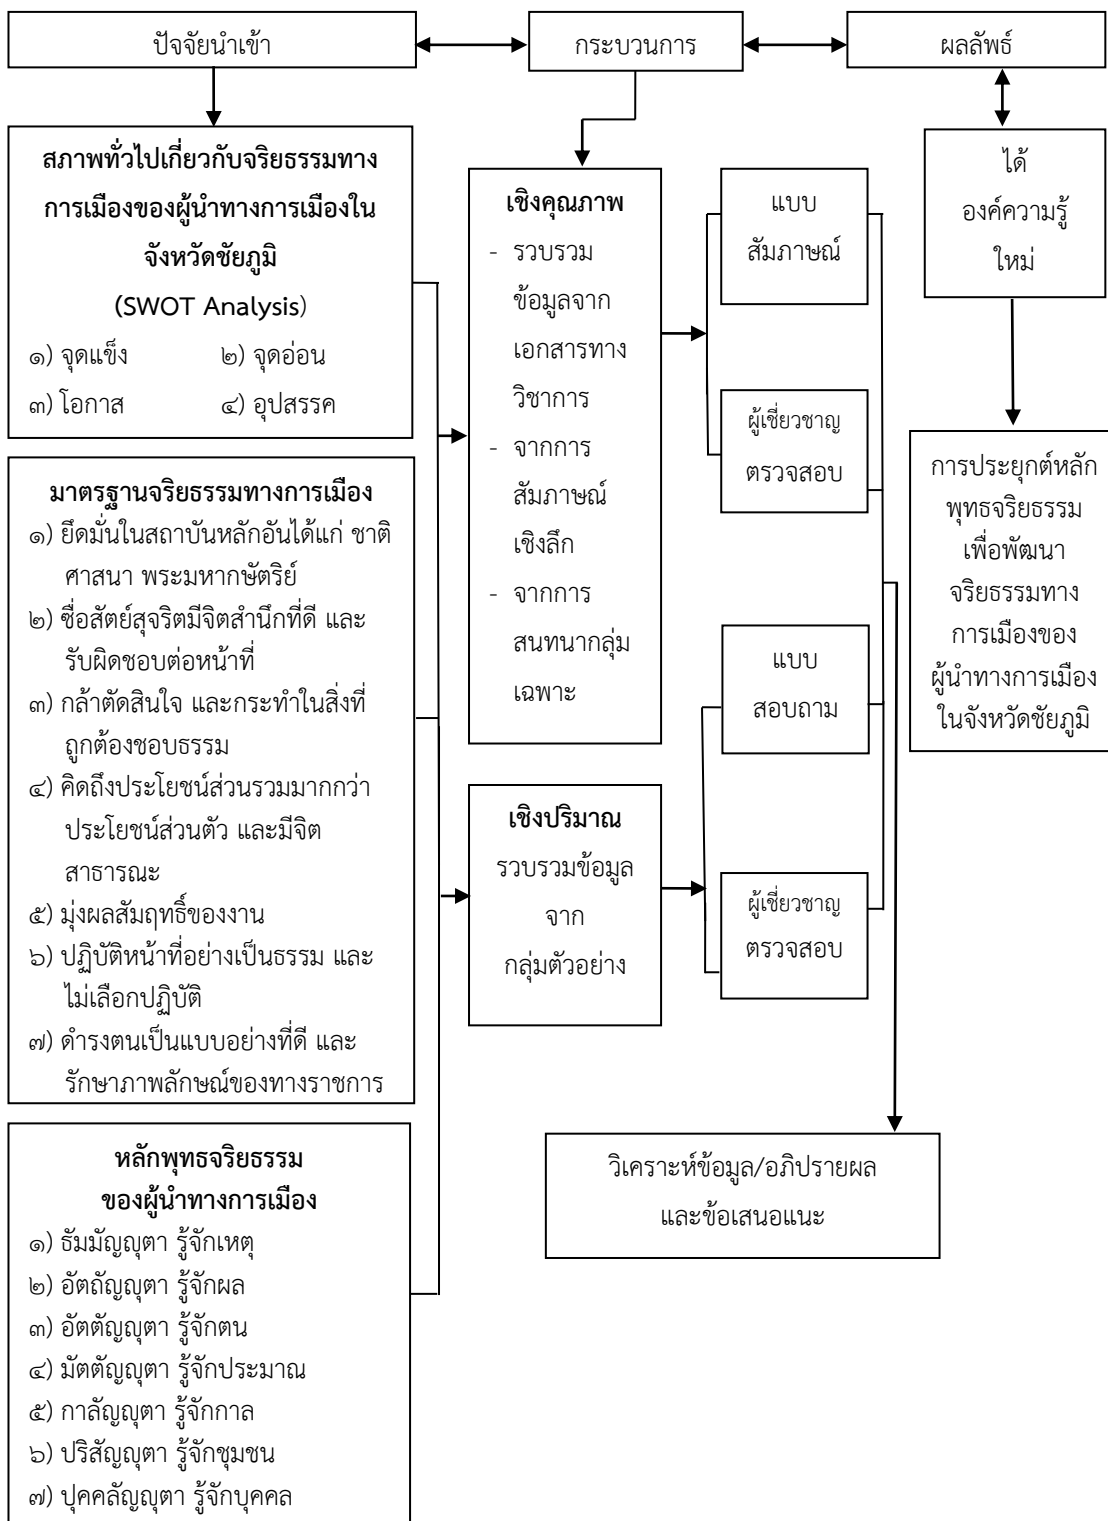 ปัจจัยนำเข้า
กระบวนการ
ผลลัพธ์
สภาพทั่วไปเกี่ยวกับจริยธรรมทาง
การเมืองของผู้นำทางการเมืองใน
จังหวัดชัยภูมิ
(SWOT Analysis)
๑) จุดแข็ง ๒) จุดอ่อน
๓) โอกาส ๔) อุปสรรค
มาตรฐานจริยธรรมทางการเมือง
๑) ยึดมั่นในสถาบันหลักอันได้แก่ ชาติ
ศาสนา พระมหากษัตริย์
๒) ซื่อสัตย์สุจริตมีจิตสำนึกที่ดี และ
รับผิดชอบต่อหน้าที่
๓) กล้าตัดสินใจ และกระทำในสิ่งที่
ถูกต้องชอบธรรม
๔) คิดถึงประโยชน์ส่วนรวมมากกว่า
ประโยชน์ส่วนตัว และมีจิต
สาธารณะ
๕) มุ่งผลสัมฤทธิ์ของงาน
๖) ปฏิบัติหน้าที่อย่างเป็นธรรม และ
ไม่เลือกปฏิบัติ
๗) ดำรงตนเป็นแบบอย่างที่ดี และ
รักษาภาพลักษณ์ของทางราชการ
หลักพุทธจริยธรรม
ของผู้นำทางการเมือง
๑) ธัมมัญญุตา รู้จักเหตุ
๒) อัตถัญญุตา รู้จักผล
๓) อัตตัญญุตา รู้จักตน
๔) มัตตัญญุตา รู้จักประมาณ
๕) กาลัญญุตา รู้จักกาล
๖) ปริสัญญุตา รู้จักชุมชน
๗) ปุคคลัญญุตา รู้จักบุคคล
เชิงคุณภาพ
- รวบรวม
ข้อมูลจาก
เอกสารทาง
วิชาการ
- จากการ
สัมภาษณ์
เชิงลึก
- จากการ
สนทนากลุ่ม
เฉพาะ
เชิงปริมาณ
รวบรวมข้อมูล
จาก
กลุ่มตัวอย่าง
แบบ
สัมภาษณ์
ผู้เชี่ยวชาญ
ตรวจสอบ
แบบ
สอบถาม
ผู้เชี่ยวชาญ
ตรวจสอบ
วิเคราะห์ข้อมูล/อภิปรายผล
และข้อเสนอแนะ
ได้
องค์ความรู้
ใหม่
การประยุกต์หลัก
พุทธจริยธรรม
เพื่อพัฒนา
จริยธรรมทาง
การเมืองของ
ผู้นำทางการเมือง
ในจังหวัดชัยภูมิ